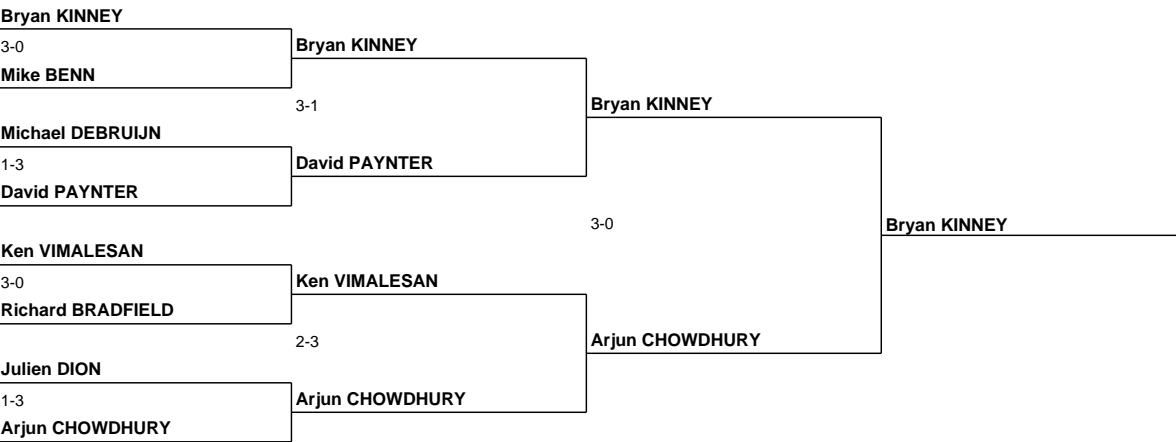 Bryan KINNEY
3-0
Bryan KINNEY
Mike BENN
3-1
Bryan KINNEY
Michael DEBRUIJN
1-3
David PAYNTER
David PAYNTER
3-0
Bryan KINNEY
Ken VIMALESAN
3-0
Ken VIMALESAN
Richard BRADFIELD
2-3
Arjun CHOWDHURY
Julien DION
1-3
Arjun CHOWDHURY
Arjun CHOWDHURY